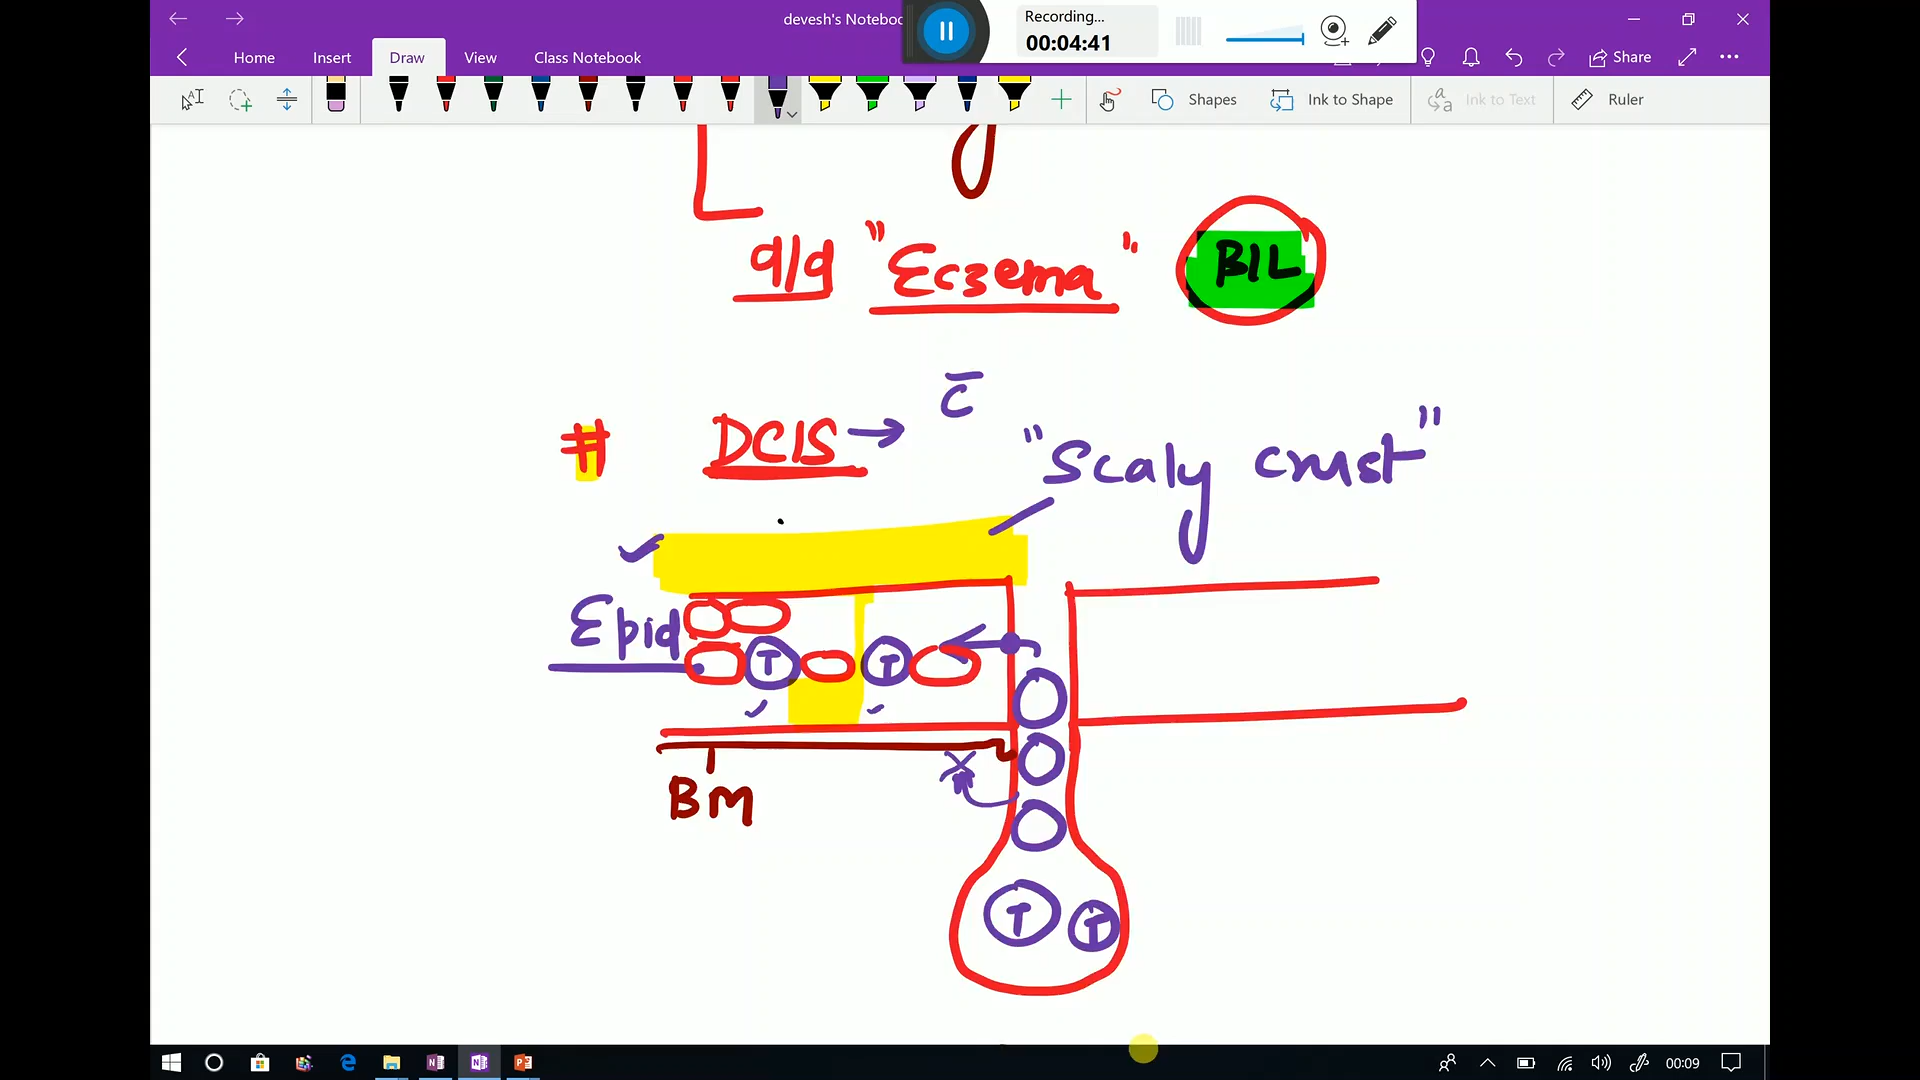 devesh's Noteboo
Recording...
00:04:41
Home Insert Draw View Class Notebook Share
Shapes Ink to Shape Ink to Text Ruler
"Eczema" BIL
c̄
# DCIS → "Scaly crust"
Epid
T T
BM
T T
00:09